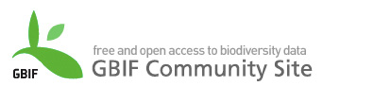 free and open access to biodiversity data
GBIF Community Site
GBIF